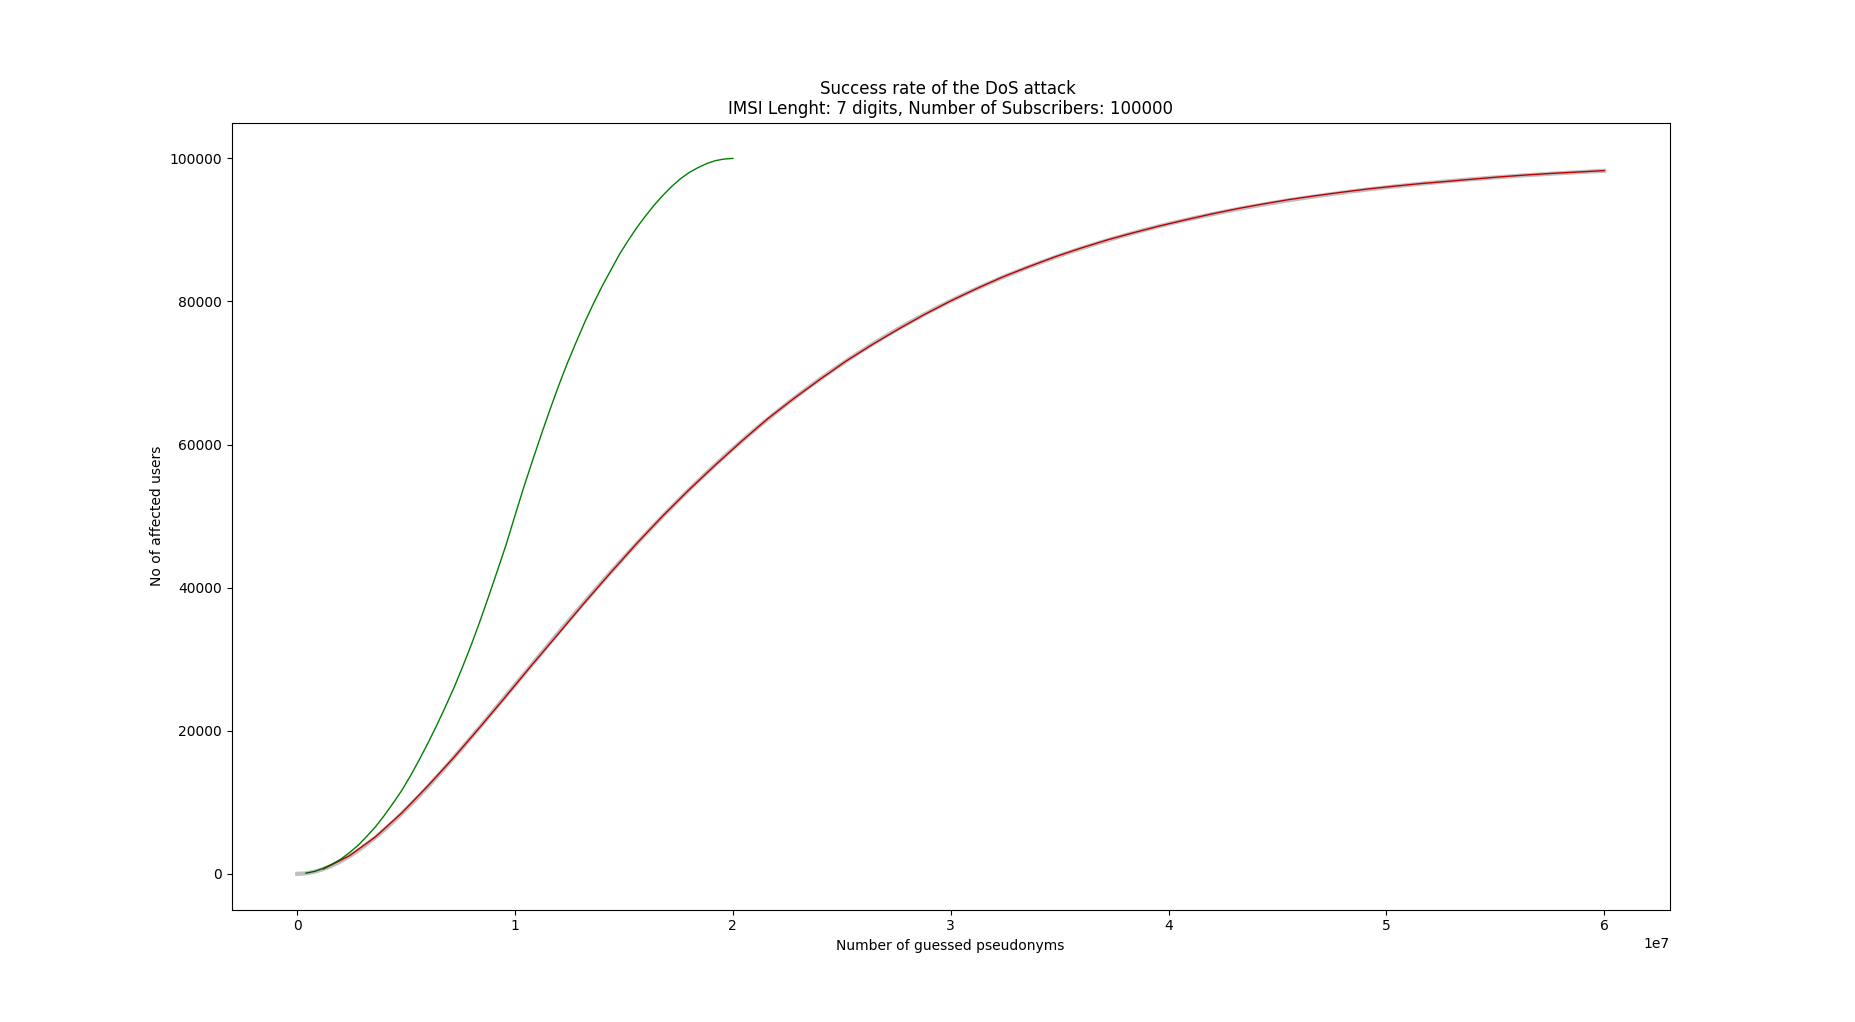 Success rate of the DoS attack
IMSI Lenght: 7 digits, Number of Subscribers: 100000
100000
80000
60000
40000
20000
0
No of affected users
0 1 2 3 4 5 6
1e7
Number of guessed pseudonyms